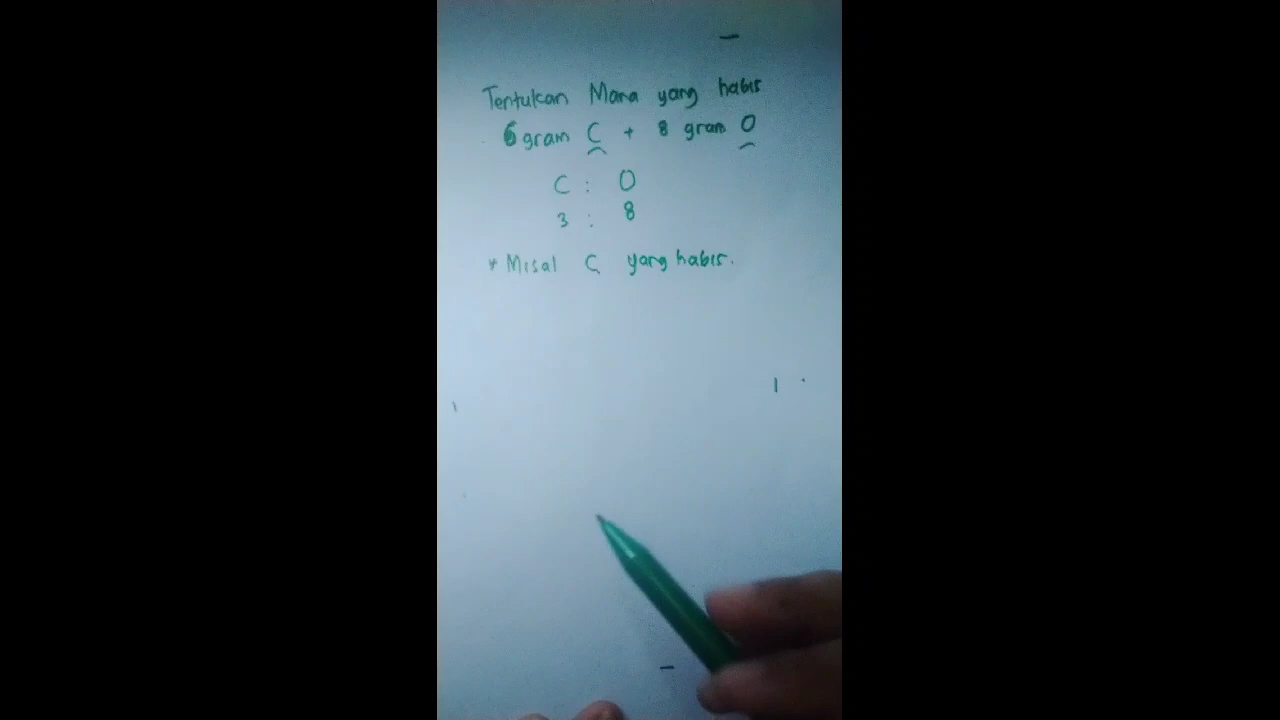 Tentukan Mana yang habis
6 gram C + 8 gram O
C : O
3 : 8
* Misal C yang habis.